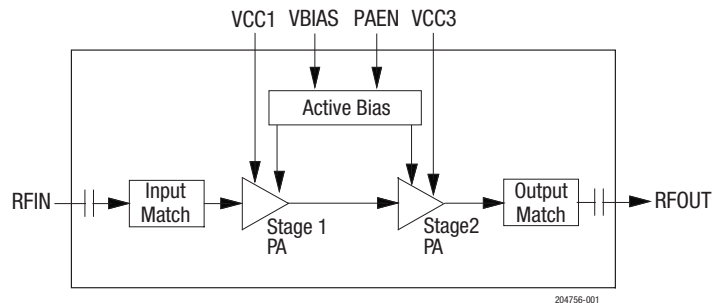 VCC1 VBIAS PAEN VCC3
Active Bias
RFIN
Input
Match
Stage 1
PA
Stage2
PA
Output
Match
RFOUT
204756-001